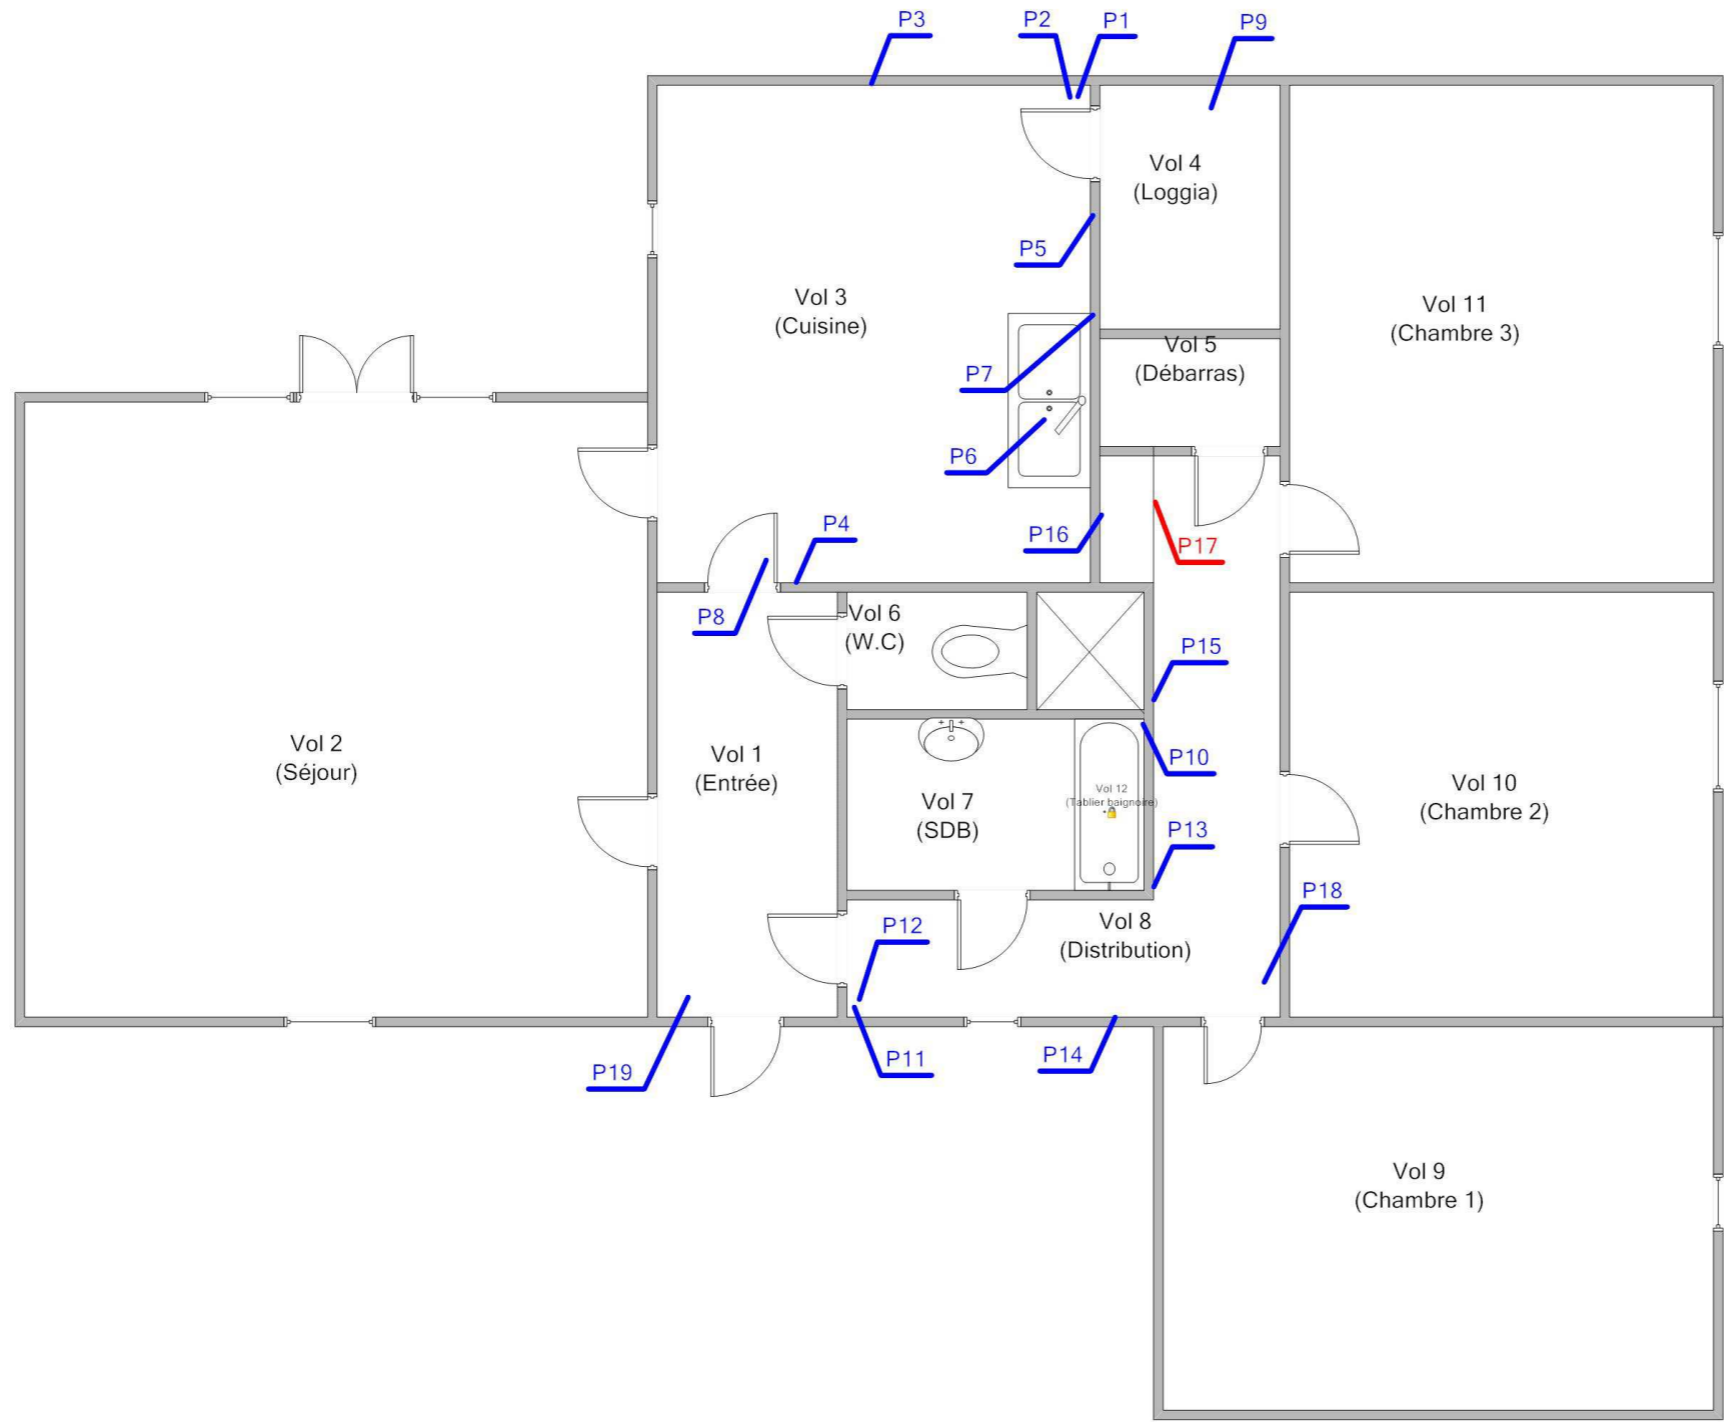 P3
P2
P1
P9
Vol 4
(Loggia)
P5
Vol 3
(Cuisine)
Vol 11
(Chambre 3)
Vol 5
(Débarras)
P7
P6
P4
P16
P17
P8
Vol 6
(W.C)
P15
Vol 2
(Séjour)
Vol 1
(Entrée)
P10
Vol 12
(Tablier baignoire)
Vol 7
(SDB)
Vol 10
(Chambre 2)
P13
P18
P12
Vol 8
(Distribution)
P19
P11
P14
Vol 9
(Chambre 1)